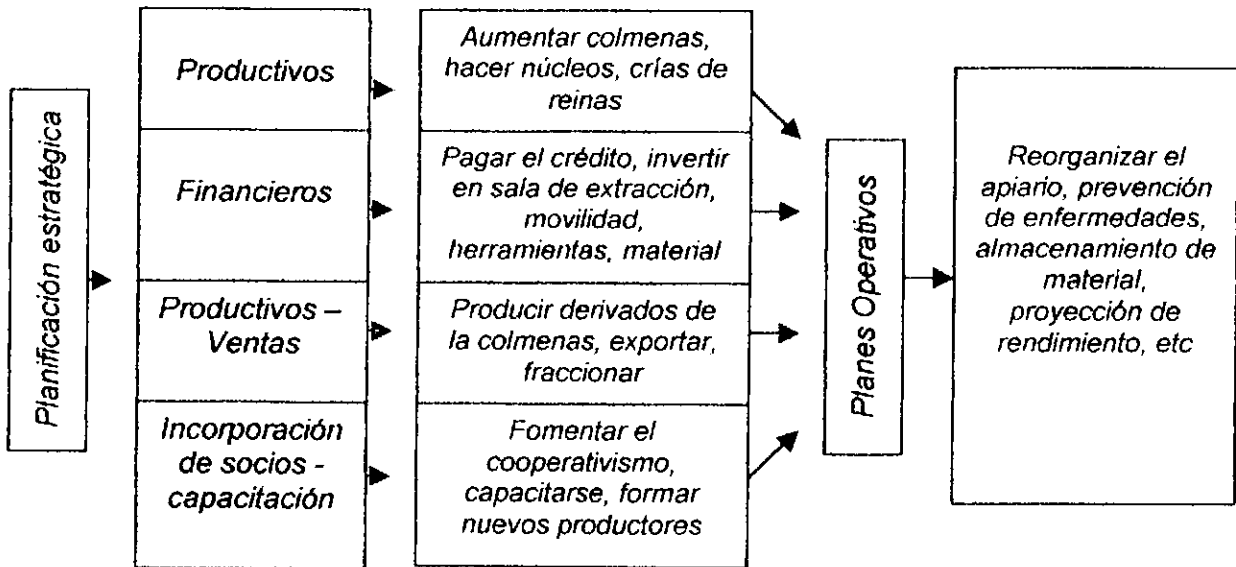 Planificación estratégica
Productivos
Financieros
Productivos –
Ventas
Incorporación
de socios -
capacitación
Aumentar colmenas,
hacer núcleos, crías de
reinas
Pagar el crédito, invertir
en sala de extracción,
movilidad,
herramientas, material
Producir derivados de
la colmenas, exportar,
fraccionar
Fomentar el
cooperativismo,
capacitarse, formar
nuevos productores
Planes Operativos
Reorganizar el
apiario, prevención
de enfermedades,
almacenamiento de
material,
proyección de
rendimiento, etc